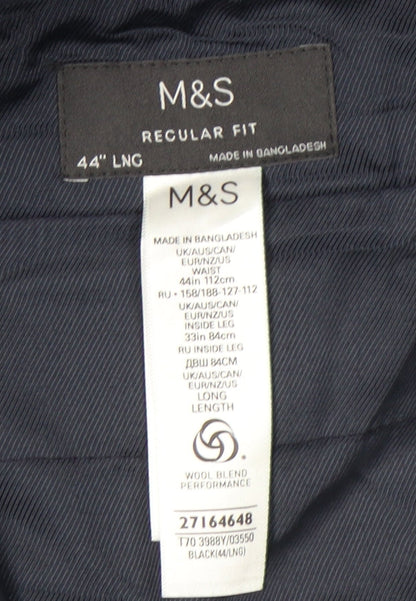 M&S
REGULAR FIT
44" LNG
MADE IN BANGLADESH
M&S
MADE IN BANGLADESH
UK/AUS/CAN/
EUR/NZ/US
WAIST
44in 112cm
RU • 158/188-127-112
UK/AUS/CAN/
EUR/NZ/US
INSIDE LEG
33in 84cm
RU INSIDE LEG
ДВШ 84CM
UK/AUS/CAN/
EUR/NZ/US
LONG
LENGTH
WOOL BLEND
PERFORMANCE
27164648
T70 3988Y/03550
BLACK(44/LNG)